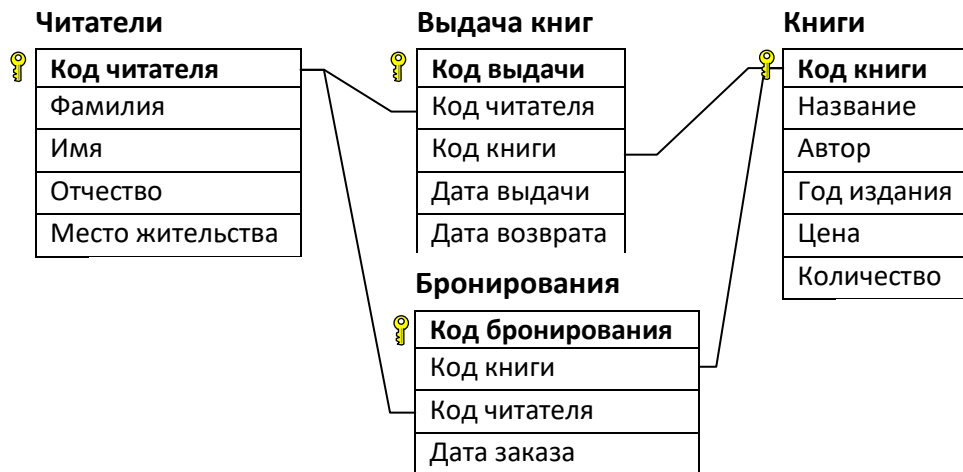 Читатели
Код читателя
Фамилия
Имя
Отчество
Место жительства
Выдача книг
Код выдачи
Код читателя
Код книги
Дата выдачи
Дата возврата
Бронирования
Код бронирования
Код книги
Код читателя
Дата заказа
Книги
Код книги
Название
Автор
Год издания
Цена
Количество